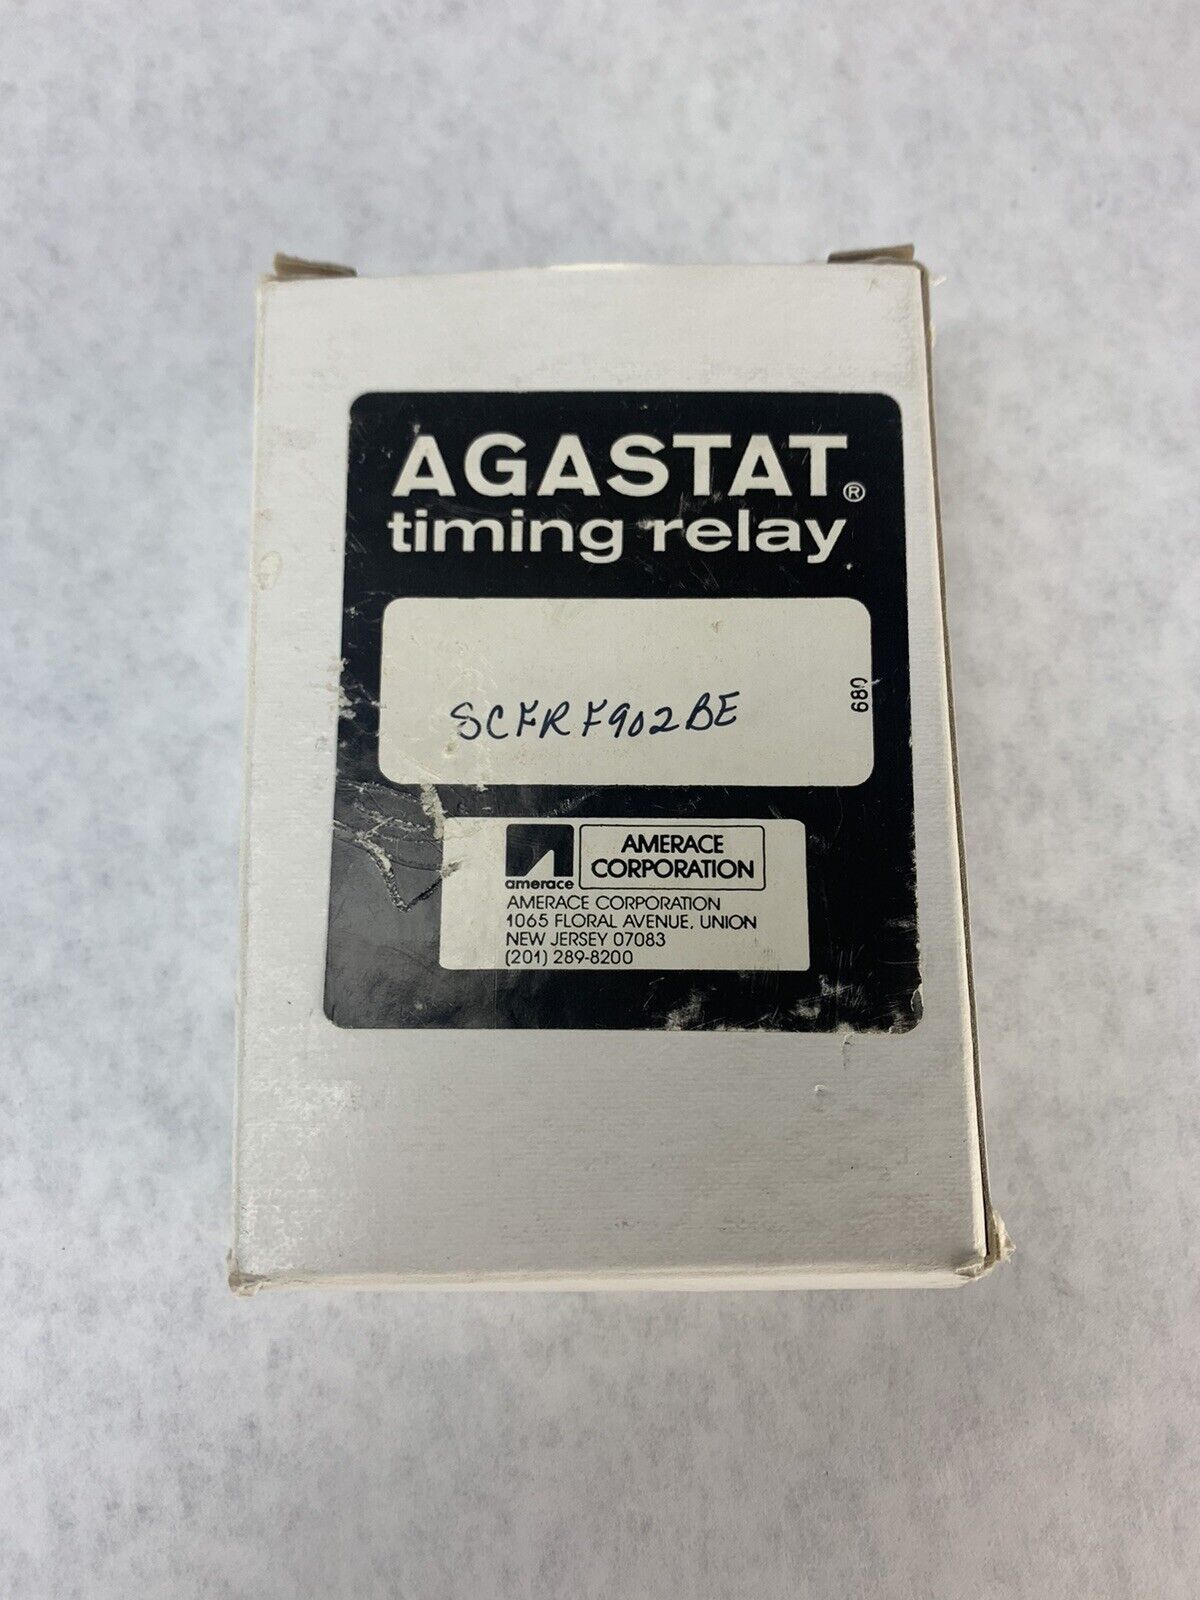 AGASTAT®
timing relay
SCFRF902BE
680
amerace
AMERACE
CORPORATION
AMERACE CORPORATION
1065 FLORAL AVENUE, UNION
NEW JERSEY 07083
(201) 289-8200